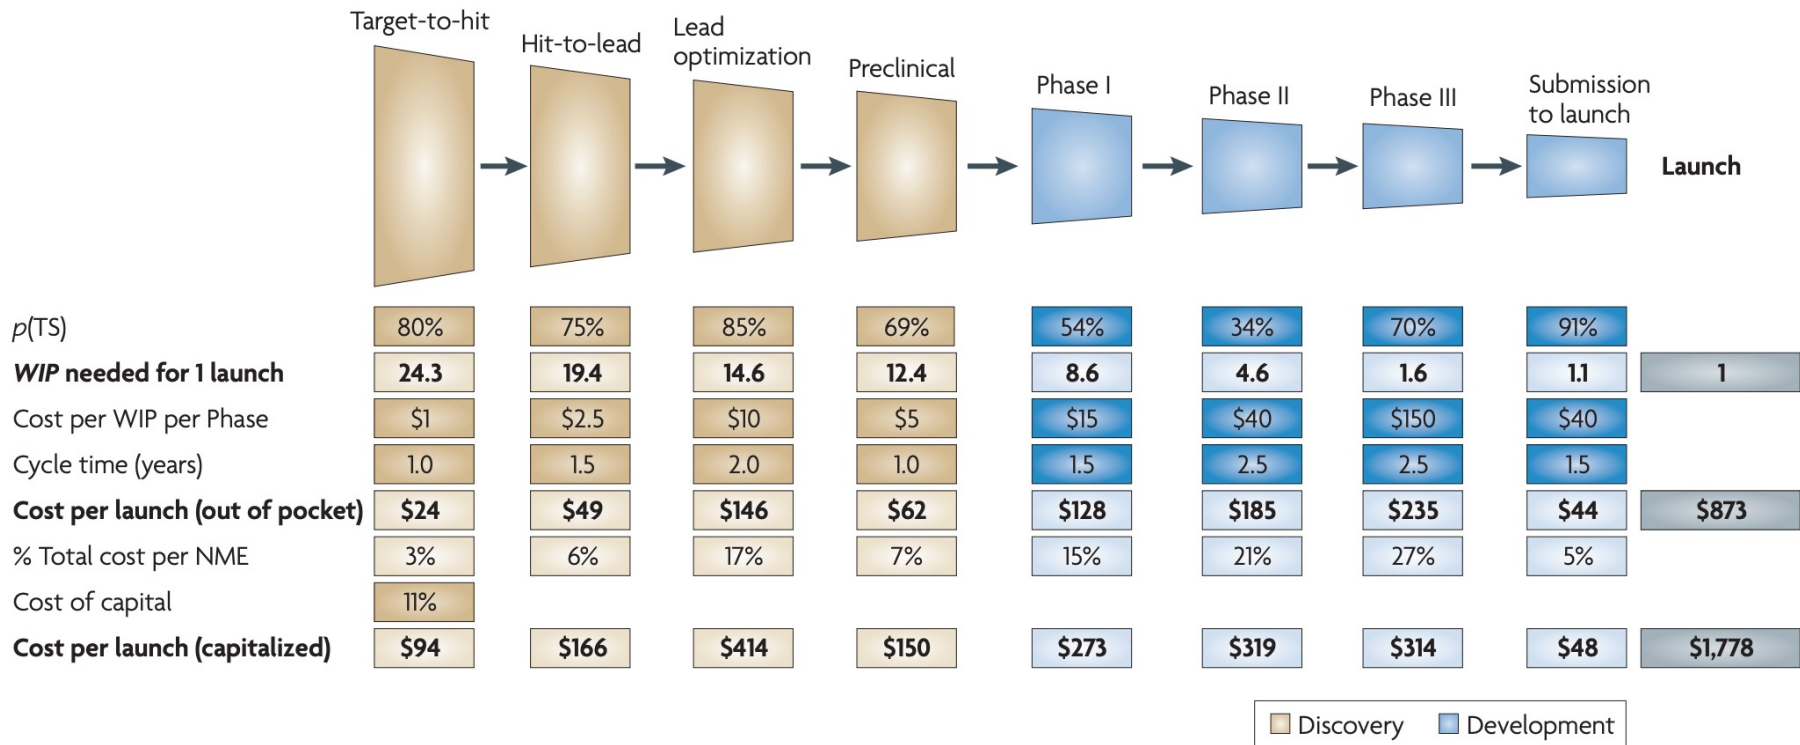 Target-to-hit
Hit-to-lead
Lead
optimization
Preclinical
Phase I
Phase II
Phase III
Submission
to launch
Launch
p(TS) 80% 75% 85% 69% 54% 34% 70% 91%
WIP needed for 1 launch 24.3 19.4 14.6 12.4 8.6 4.6 1.6 1.1 1
Cost per WIP per Phase $1 $2.5 $10 $5 $15 $40 $150 $40
Cycle time (years) 1.0 1.5 2.0 1.0 1.5 2.5 2.5 1.5
Cost per launch (out of pocket) $24 $49 $146 $62 $128 $185 $235 $44 $873
% Total cost per NME 3% 6% 17% 7% 15% 21% 27% 5%
Cost of capital 11%
Cost per launch (capitalized) $94 $166 $414 $150 $273 $319 $314 $48 $1,778
Discovery Development